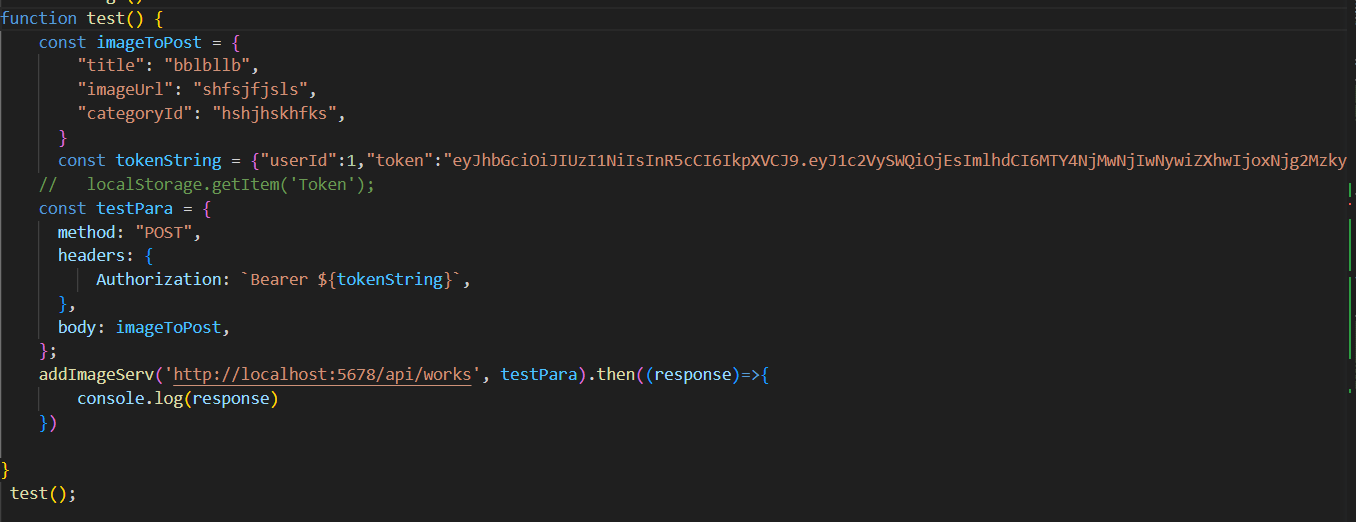 function test() {
const imageToPost = {
"title": "bblbllb",
"imageUrl": "shfsjfjsls",
"categoryId": "hshjhskhfks",
}
const tokenString = {"userId":1,"token":"eyJhbGciOiJIUzI1NiIsInR5cCI6IkpXVCJ9.eyJ1c2VySWQiOjEsImlhdCI6MTY4NjMwNjIwNywiZXhwIjoxNjg2Mzky
//   localStorage.getItem('Token');
const testPara = {
method: "POST",
headers: {
Authorization: `Bearer ${tokenString}`,
},
body: imageToPost,
};
addImageServ('http://localhost:5678/api/works', testPara).then((response)=>{
console.log(response)
})
}
test();